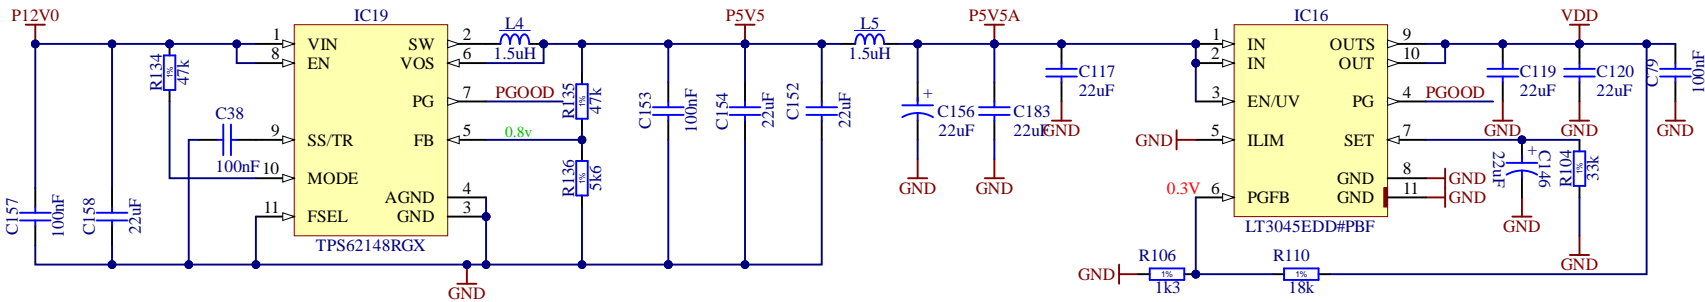 P12V0
IC19
L4
1.5uH
P5V5
L5
1.5uH
P5V5A
IC16
VDD
1 VIN
8 EN
SW 2
VOS 6
PG 7
PGOOD
9 SS/TR
FB 5
0.8v
10 MODE
AGND 4
11 FSEL
GND 3
TPS62148RGX
R134
1%
47k
C38
100nF
C157
100nF
C158
22uF
R135
1%
47k
R136
1%
5k6
C153
100nF
C154
22uF
C152
22uF
GND
C156
22uF
+
GND
C183
22uF
GND
C117
22uF
GND
1 IN
2 IN
3 EN/UV
GND
5 ILIM
0.3V
6 PGFB
OUTS 9
OUT 10
PG 4
PGOOD
SET 7
GND 8
GND
GND 11
GND
LT3045EDD#PBF
C119
22uF
GND
C120
22uF
GND
C79
100nF
GND
C146
22uF
+
GND
R104
1%
33k
GND
GND
R106
1%
1k3
R110
1%
18k